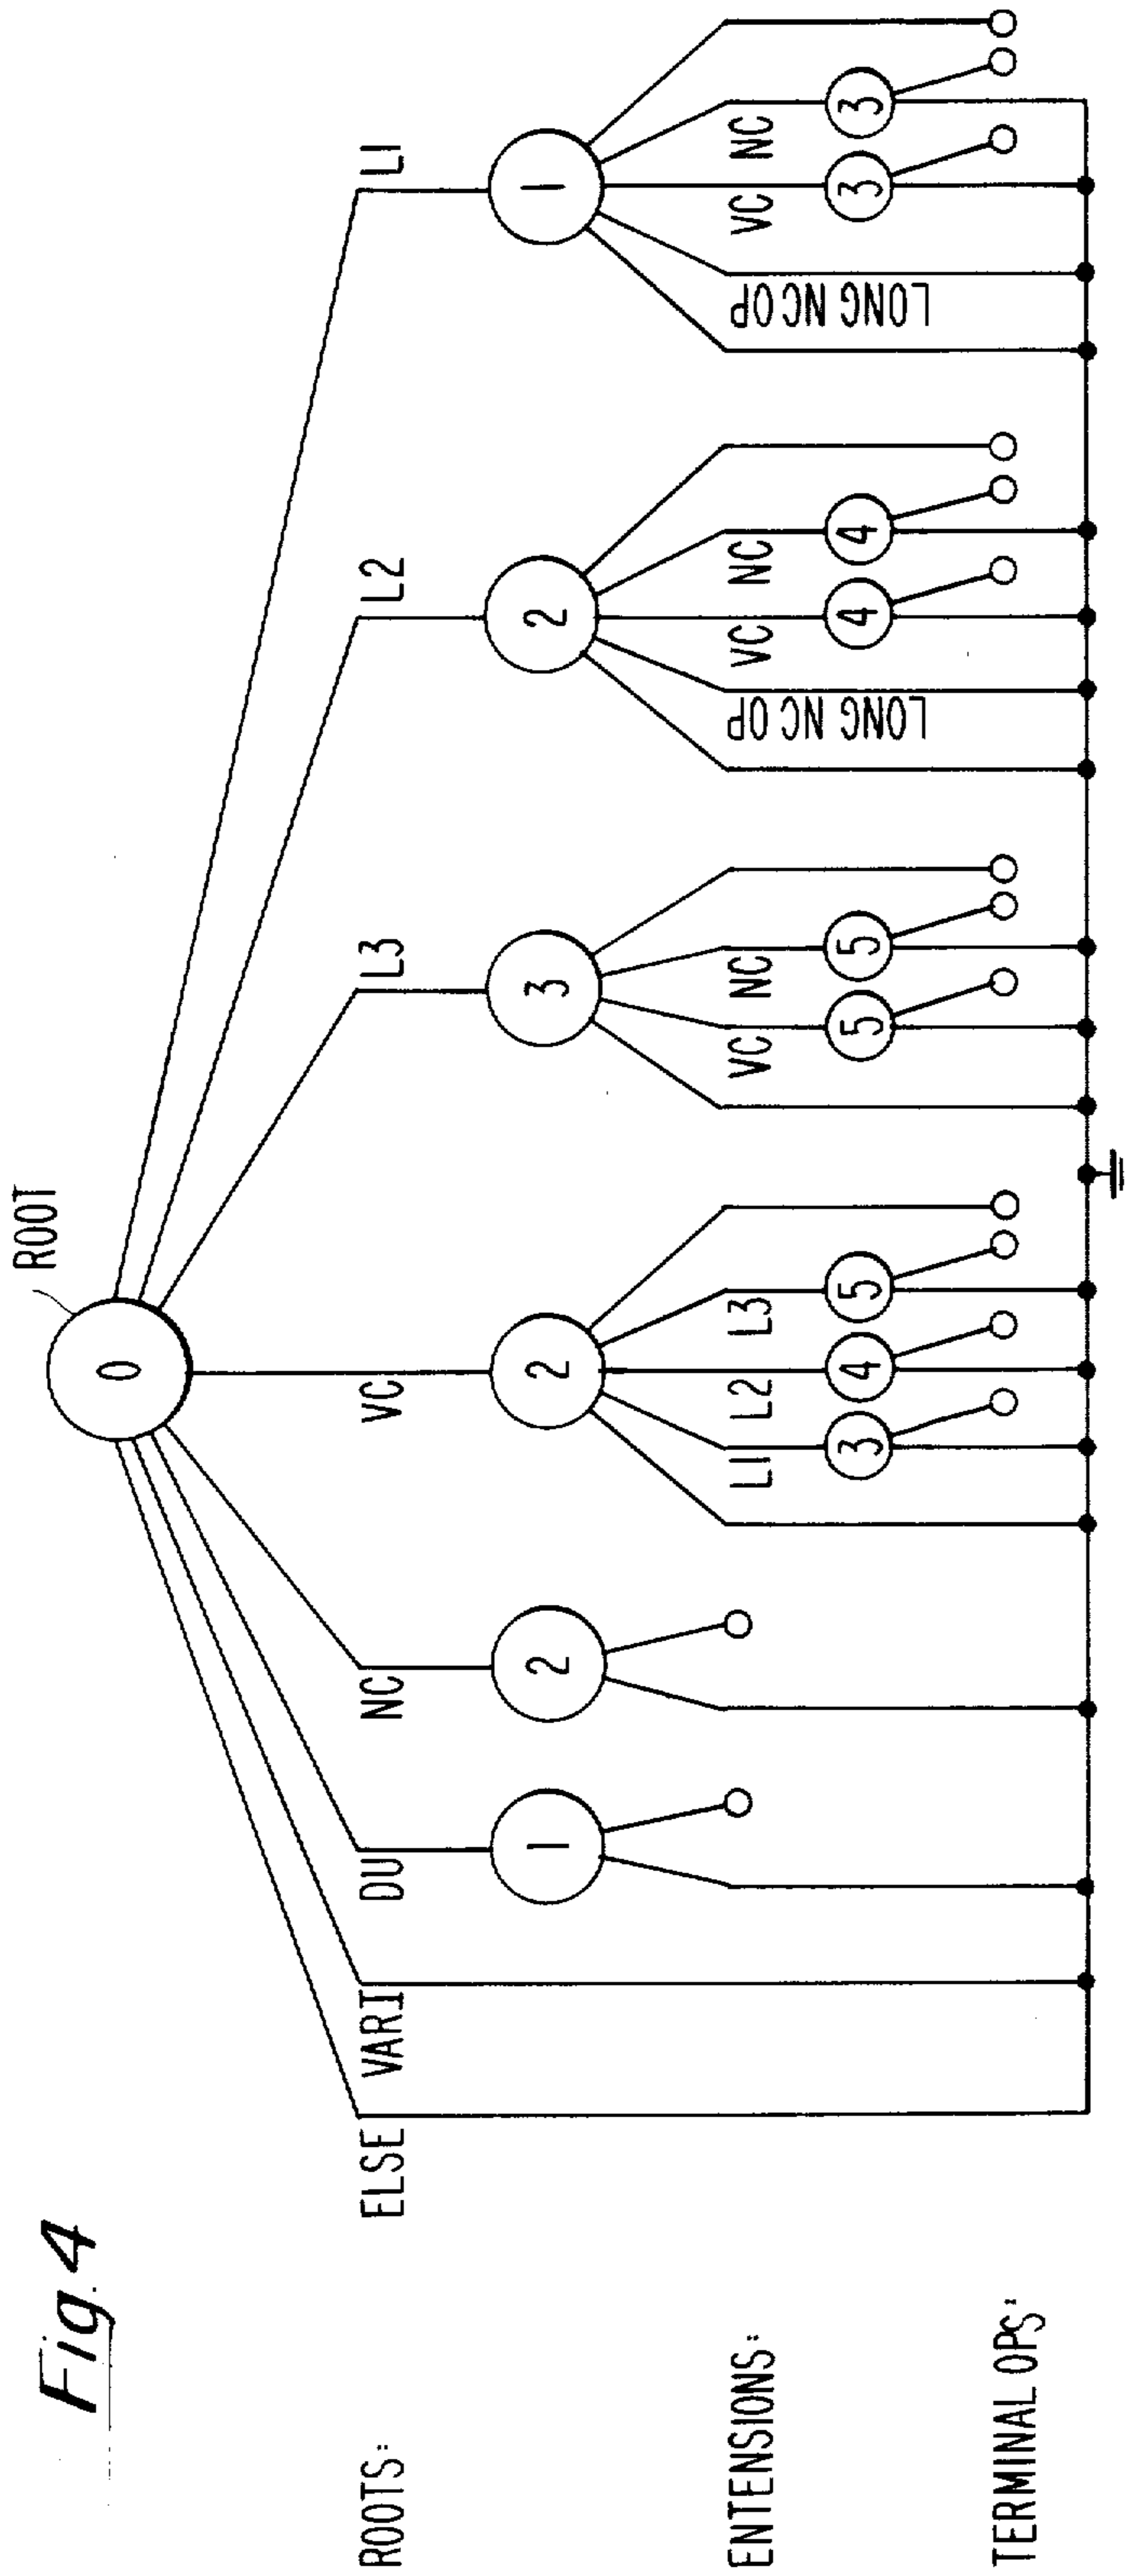 Fig. 4
ROOT
0
ROOTS: ELSE VARI DU NC VC L3 L2 L1
1 2 2 3 2 1
ENTENSIONS: L1 L2 L3 VC NC LONG NC OP VC NC LONG NC OP VC NC
3 4 5 5 5 4 4 3 3
TERMINAL OPS: